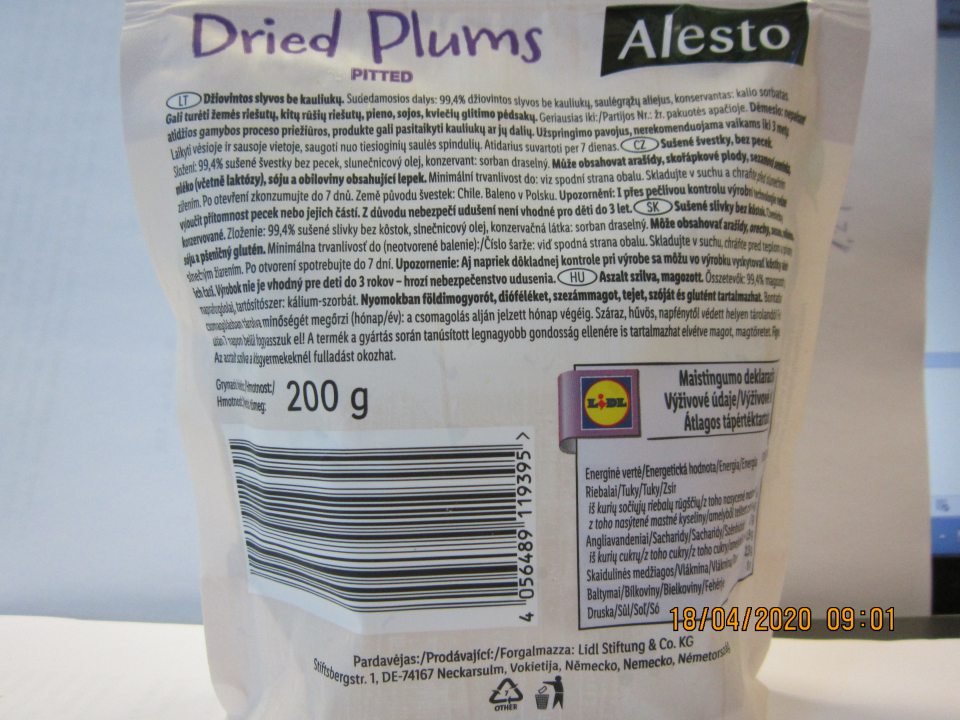 Dried Plums
PITTED
Alesto
LT Džiovintos slyvos be kauliukų. Sudedamosios dalys: 99,4% džiovintos slyvos be kauliukų, saulėgrąžų aliejus, konservantas: kalio sorbatas
Gali turėti žemės riešutų, kitų rūšių riešutų, pieno, sojos, kviečių glitimo pėdsakų. Geriausias iki:/Partijos Nr.: žr. pakuotės apačioje. Dėmesio:
atidžios gamybos proceso priežiūros, produkte gali pasitaikyti kauliukų ar jų dalių. Užspringimo pavojus, nerekomenduojama vaikams iki 3 metų
Laikyti vėsioje ir sausoje vietoje, saugoti nuo tiesioginių saulės spindulių. Atidarius suvartoti per 7 dienas. CZ Sušené švestky, bez pecek.
Složení: 99,4% sušené švestky bez pecek, slunečnicový olej, konzervant: sorban draselný. Může obsahovat arašídy, skořápkové plody,
mléko (včetně laktózy), sóju a obiloviny obsahující lepek. Minimální trvanlivost do: viz spodní strana obalu. Skladujte v suchu a chraňte před
zářením. Po otevření zkonzumujte do 7 dnů. Země původu švestek: Chile. Baleno v Polsku. Upozornění: I přes pečlivou kontrolu výrobní
vyloučit přítomnost pecek nebo jejich částí. Z důvodu nebezpečí udušení není vhodné pro děti do 3 let. SK Sušené slivky bez kôstok.
konzervované. Zloženie: 99,4% sušené slivky bez kôstok, slnečnicový olej, konzervačná látka: sorban draselný. Môže obsahovať arašidy, orechy,
sóju a pšeničný glutén. Minimálna trvanlivosť do (neotvorené balenie):/Číslo šarže: viď spodná strana obalu. Skladujte v suchu, chráňte pred teplom
slnečným žiarením. Po otvorení spotrebujte do 7 dní. Upozornenie: Aj napriek dôkladnej kontrole pri výrobe sa môžu vo výrobku vyskytovať kôstky
ich časti. Výrobok nie je vhodný pre deti do 3 rokov – hrozí nebezpečenstvo udusenia. HU Aszalt szilva, magozott. Összetevők: 99,4%
napraforgóolaj, tartósítószer: kálium-szorbát. Nyomokban földimogyorót, dióféléket, szezámmagot, tejet, szóját és glutént tartalmazhat.
csomagolásban tárolva minőségét megőrzi (hónap/év): a csomagolás alján jelzett hónap végéig. Száraz, hűvös, napfénytől védett helyen tárolandó!
után 7 napon belül fogyasszuk el! A termék a gyártás során tanúsított legnagyobb gondosság ellenére is tartalmazhat elvétve magot, magtöretet.
Az aszalt szilva a kisgyermekeknél fulladást okozhat.
200 g
4 056489 119395 >
LIDL
Maistingumo
Výživové údaje/Výživové
Átlagos
Energinė vertė/Energetická hodnota/Energia/Energia
Riebalai/Tuky/Tuky/Zsír
iš kurių sočiųjų riebalų rūgščių/z toho nasycené
z toho nasýtené mastné kyseliny/amelyből
Angliavandeniai/Sacharidy/Sacharidy/Szénhidrát
iš kurių cukrų/z toho cukry/z toho cukry/
Skaidulinės medžiagos/Vláknina/Vláknina
Baltymai/Bílkoviny/Bielkoviny/Fehérje
Druska/Sůl/Soľ/Só
18/04/2020 09:01
Pardavėjas:/Prodávající:/Forgalmazza: Lidl Stiftung & Co. KG
Stiftsbergstr. 1, DE-74167 Neckarsulm, Vokietija, Německo, Nemecko, Németország
7
OTHER